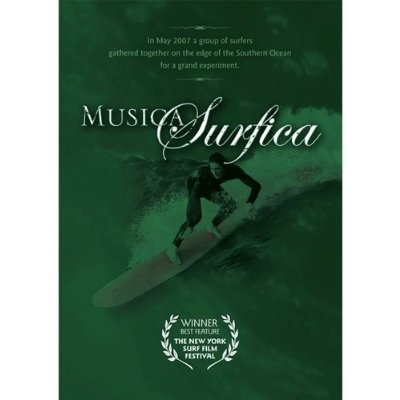 In May 2007 a group of surfers
gathered together on the edge of the Southern Ocean
for a grand experiment.
MUSICA Surfica
WINNER
BEST FEATURE
THE NEW YORK
SURF FILM
FESTIVAL